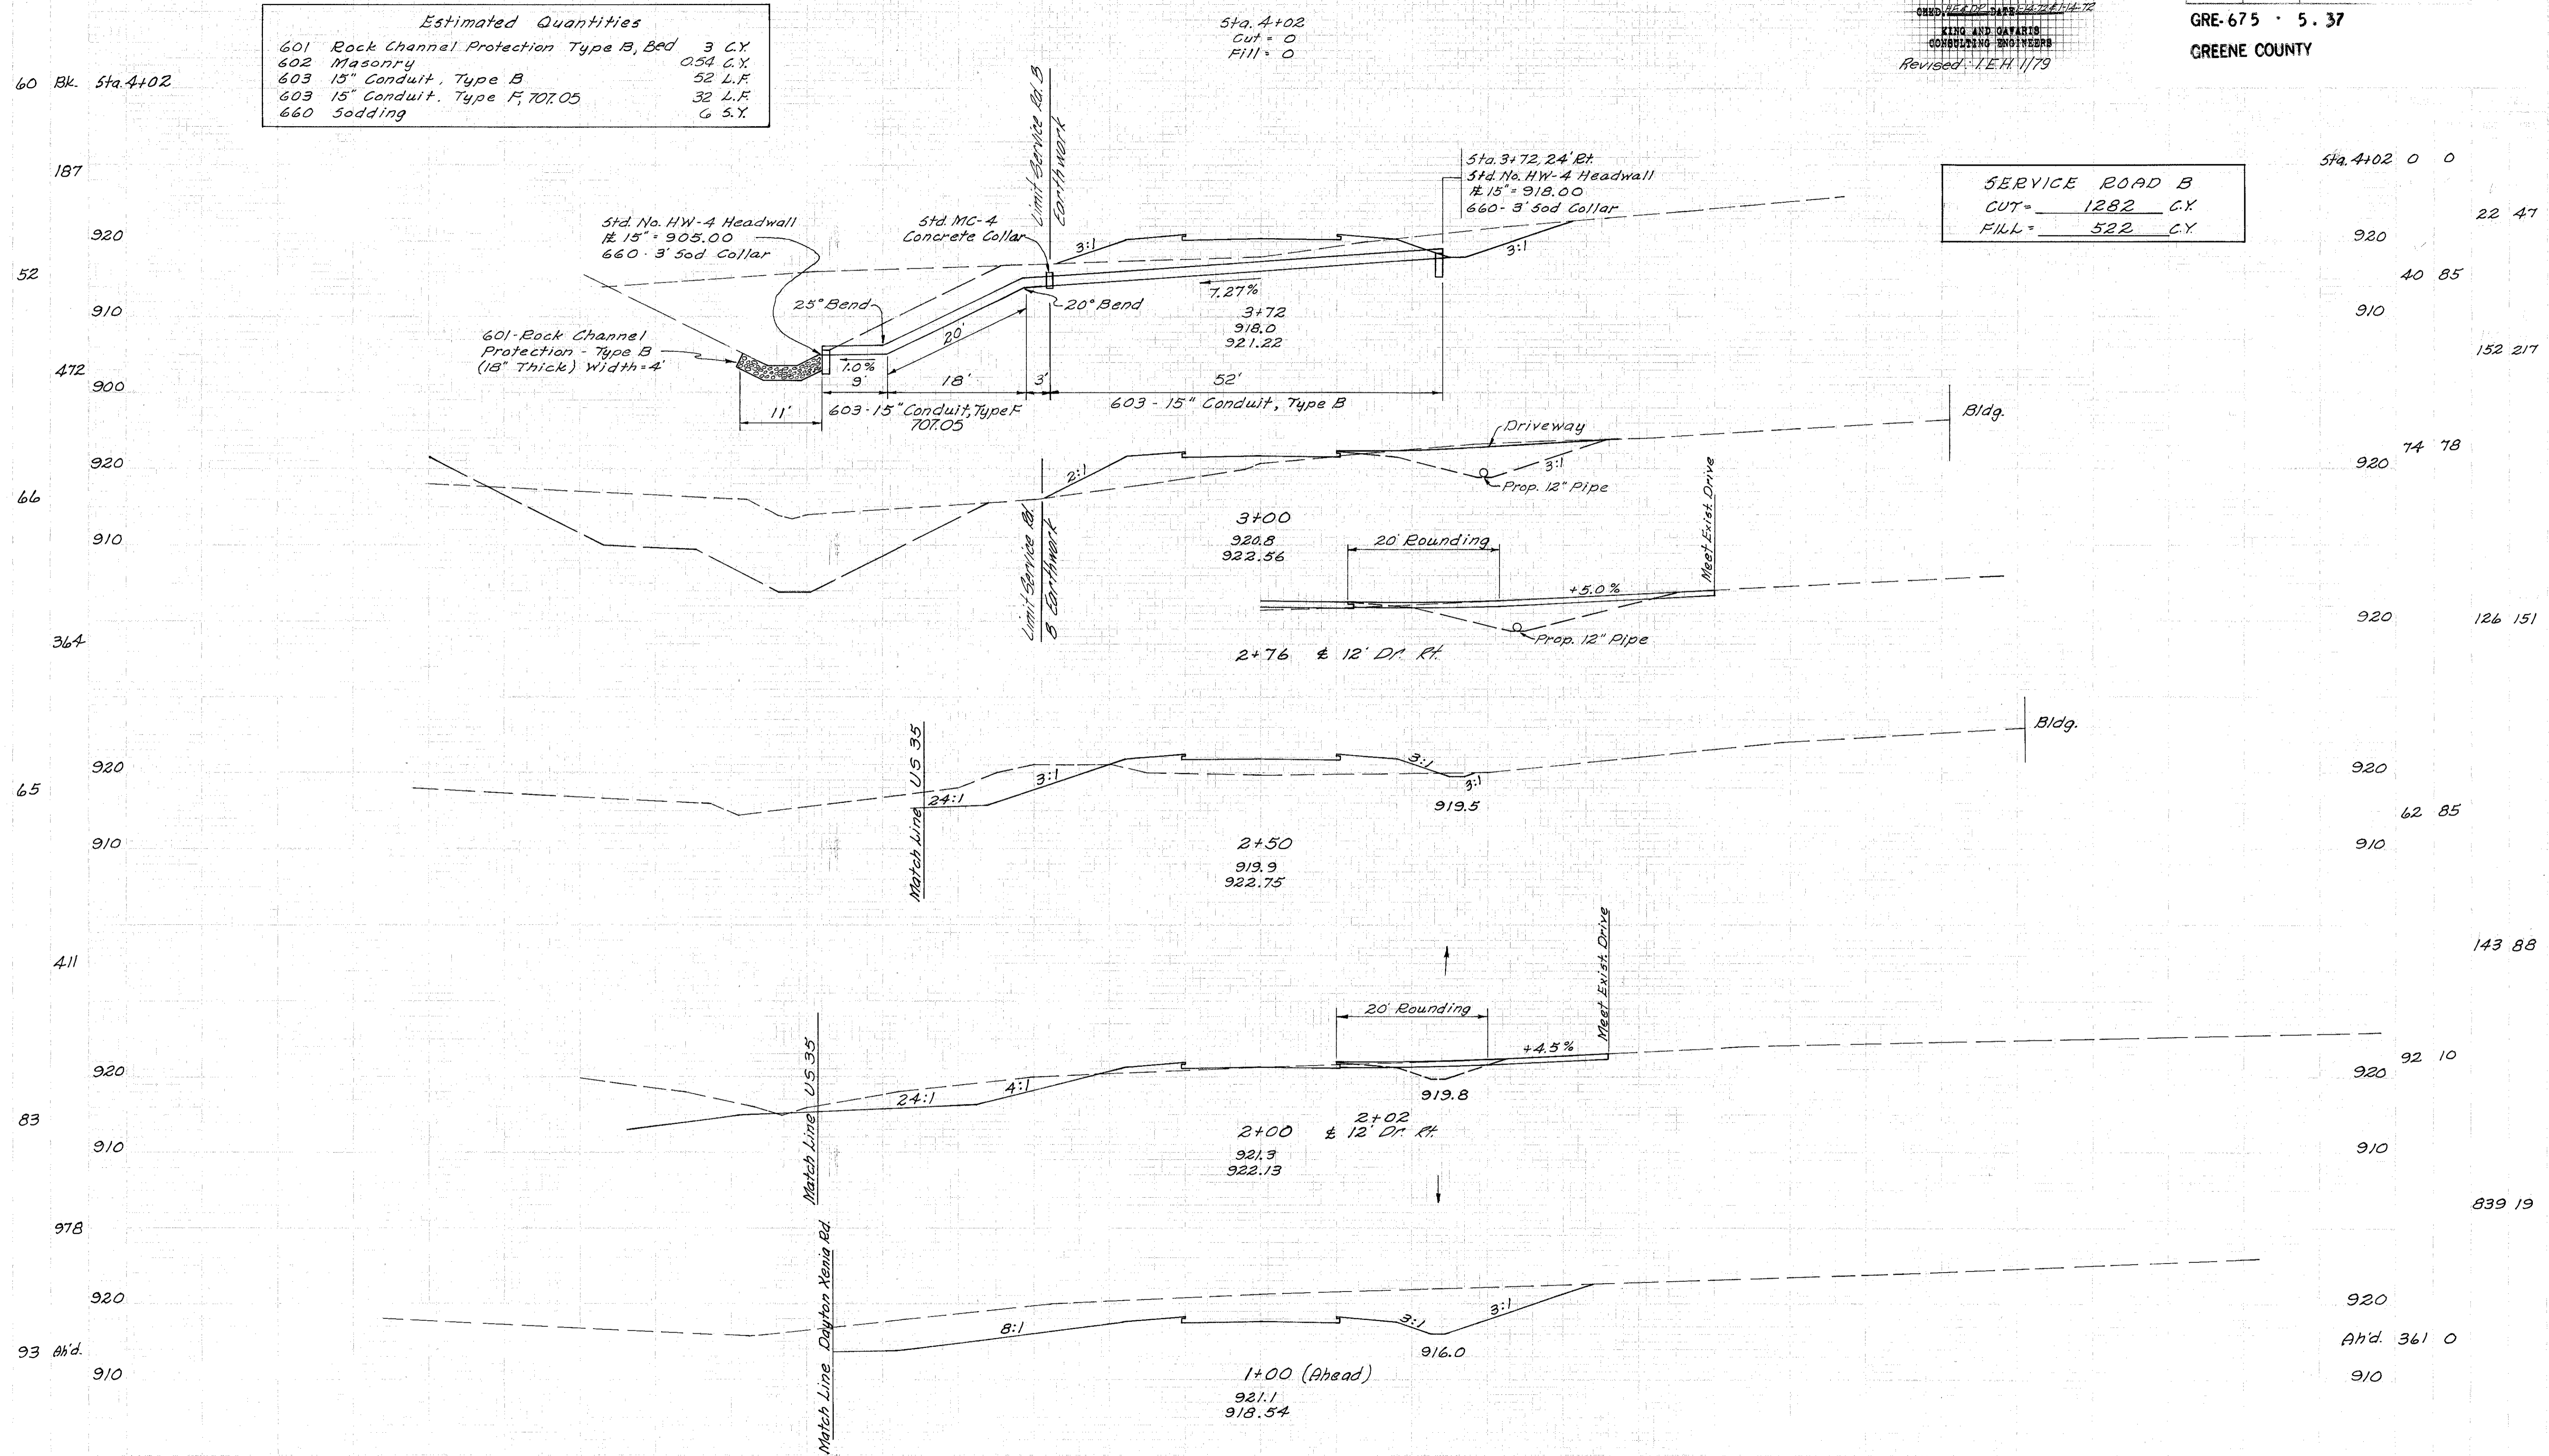 Estimated Quantities
601 Rock Channel Protection Type B, Bed 3 C.Y.
602 Masonry 0.54 C.Y.
603 15" Conduit, Type B 52 L.F.
603 15" Conduit, Type F, 707.05 32 L.F.
660 Sodding 6 S.Y.
Sta. 4+02
Cut = 0
Fill = 0
KING AND GAVARIS
CONSULTING ENGINEERS
Revised: I.E.H. 1/79
GRE-675 · 5.37
GREENE COUNTY
60 Bk. Sta. 4+02
187
920
52
910
472
900
920
66
910
364
920
65
910
411
920
83
910
978
920
93 Ah'd.
910
Limit Service Rd. B
Earthwork
Sta. 3+72, 24' Rt.
Std. No. HW-4 Headwall
℄ 15" = 918.00
660- 3' Sod Collar
Std. No. HW-4 Headwall
℄ 15" = 905.00
660- 3' Sod Collar
Std. MC-4
Concrete Collar
3:1
3:1
25° Bend
20° Bend
20'
7.27%
3+72
918.0
921.22
601-Rock Channel
Protection - Type B
(18" Thick) Width=4'
1.0%
9'
18'
3'
52'
11'
603-15" Conduit, Type F
707.05
603 - 15" Conduit, Type B
SERVICE ROAD B
CUT= 1282 C.Y.
FILL= 522 C.Y.
Driveway
Bldg.
2:1
3:1
Prop. 12" Pipe
Limit Service Rd.
B Earthwork
3+00
920.8
922.56
20' Rounding
Meet Exist. Drive
+5.0%
Prop. 12" Pipe
2+76 ℄ 12' Dr. Rt.
Match Line US 35
24:1
3:1
3:1
3:1
919.5
Bldg.
2+50
919.9
922.75
20' Rounding
Meet Exist. Drive
+4.5%
Match Line US 35
24:1
4:1
919.8
2+02
2+00 ℄ 12' Dr. Rt.
921.3
922.13
Match Line Dayton Xenia Rd.
8:1
3:1
3:1
916.0
1+00 (Ahead)
921.1
918.54
Sta. 4+02 0 0
22 47
920
40 85
910
152 217
74 78
920
920
126 151
920
62 85
910
143 88
92 10
920
910
839 19
920
Ah'd. 361 0
910